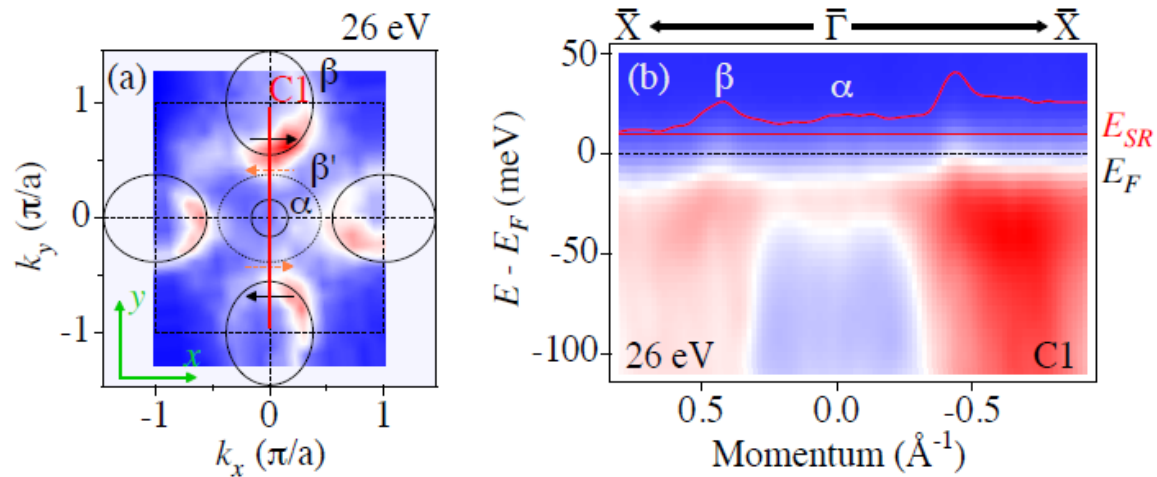 26 eV
(a)
β
C1
β'
α
1
0
-1
k_y (π/a)
y
x
-1
0
1
k_x (π/a)
X̄
Γ̄
X̄
(b)
β
α
E_SR
E_F
26 eV
C1
50
0
-50
-100
E - E_F (meV)
0.5
0.0
-0.5
Momentum (Å⁻¹)